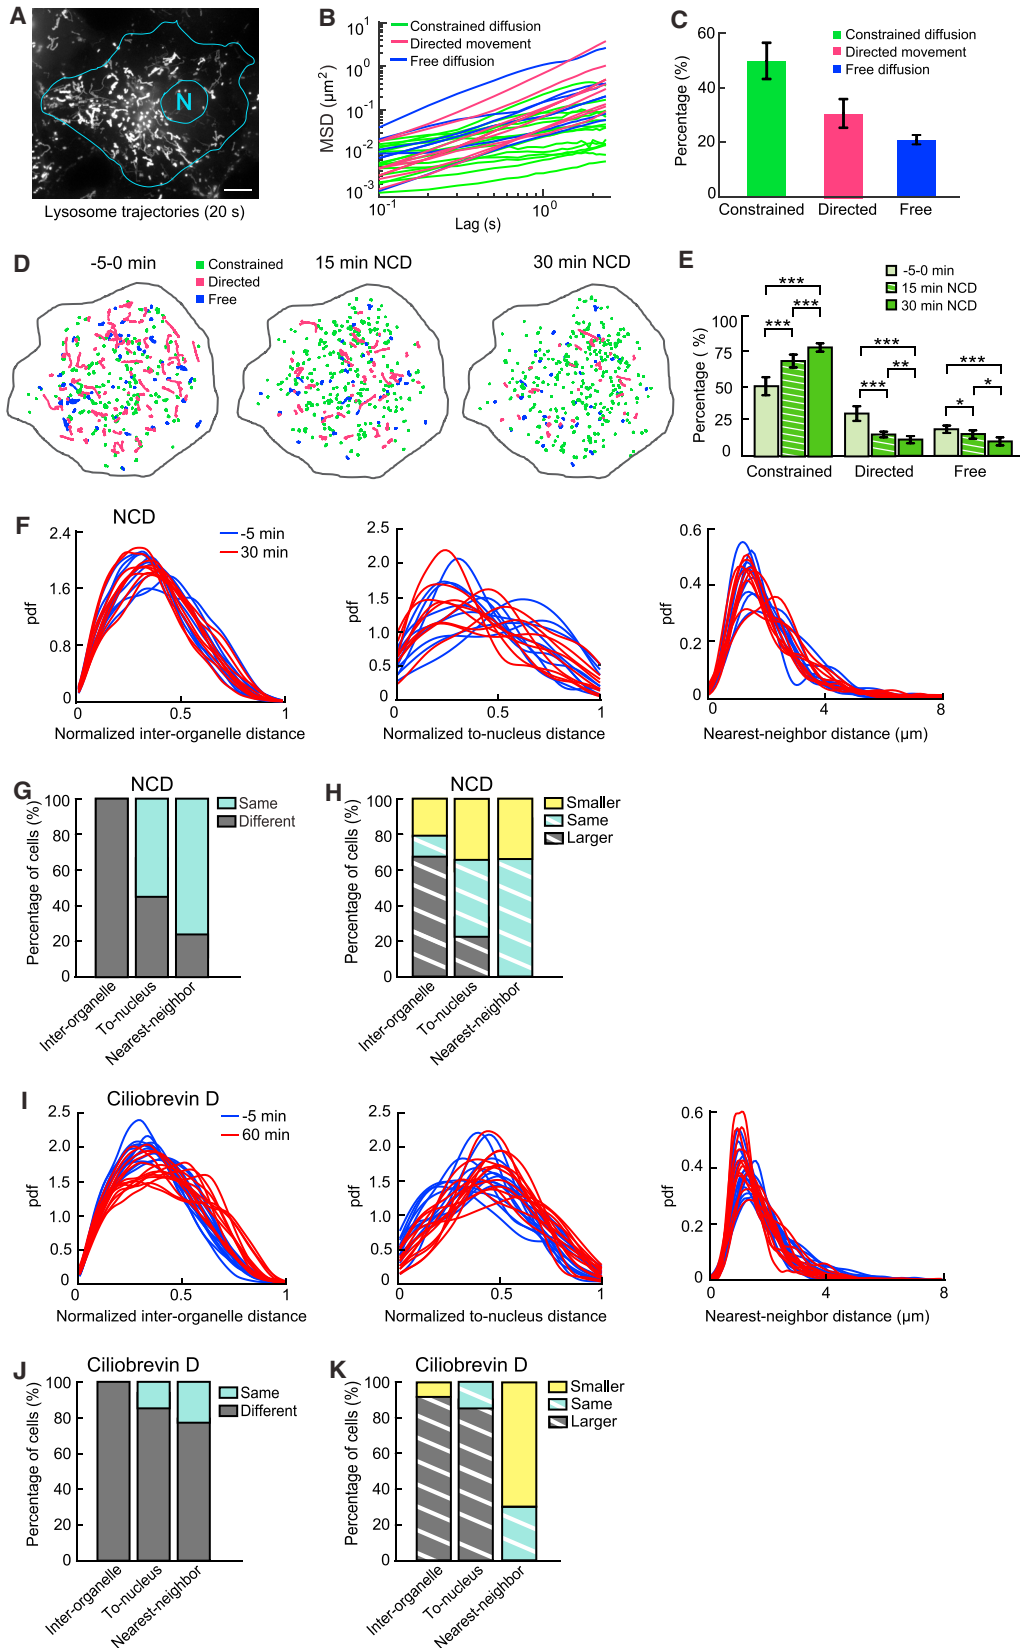 A
N
Lysosome trajectories (20 s)
B
Constrained diffusion
Directed movement
Free diffusion
MSD (µm²)
10¹
10⁰
10⁻¹
10⁻²
10⁻³
10⁻¹
10⁰
Lag (s)
C
Constrained diffusion
Directed movement
Free diffusion
Percentage (%)
60
40
20
0
Constrained
Directed
Free
D
-5-0 min
15 min NCD
30 min NCD
Constrained
Directed
Free
E
-5-0 min
15 min NCD
30 min NCD
Percentage ( %)
100
75
50
25
0
***
***
***
***
***
**
***
*
*
Constrained
Directed
Free
F
NCD
-5 min
30 min
pdf
2.4
1.6
0.8
0
0
0.5
1
Normalized inter-organelle distance
pdf
2.5
2.0
1.5
1.0
0.5
0
0
0.5
1
Normalized to-nucleus distance
pdf
0.6
0.4
0.2
0
0
4
8
Nearest-neighbor distance (µm)
G
NCD
Same
Different
Percentage of cells (%)
100
80
60
40
20
0
Inter-organelle
To-nucleus
Nearest-neighbor
H
NCD
Smaller
Same
Larger
Percentage of cells (%)
100
80
60
40
20
0
Inter-organelle
To-nucleus
Nearest-neighbor
I
Ciliobrevin D
-5 min
60 min
pdf
2.5
2.0
1.5
1.0
0.5
0
0
0.5
1
Normalized inter-organelle distance
pdf
2.5
2.0
1.5
1.0
0.5
0
0
0.5
1
Normalized to-nucleus distance
pdf
0.6
0.4
0.2
0
0
4
8
Nearest-neighbor distance (µm)
J
Ciliobrevin D
Same
Different
Percentage of cells (%)
100
80
60
40
20
0
Inter-organelle
To-nucleus
Nearest-neighbor
K
Ciliobrevin D
Smaller
Same
Larger
Percentage of cells (%)
100
80
60
40
20
0
Inter-organelle
To-nucleus
Nearest-neighbor